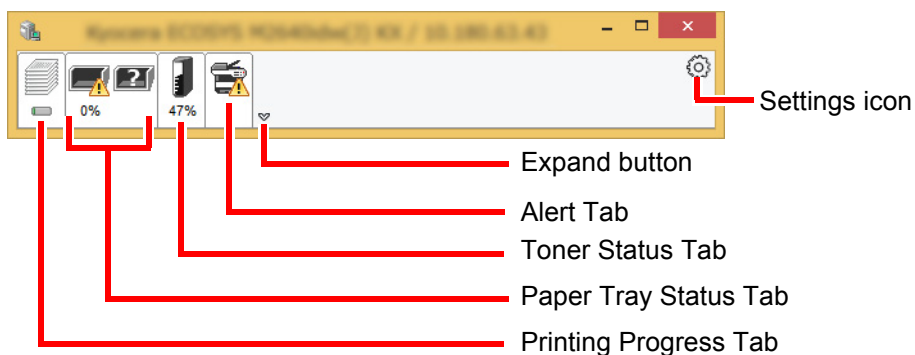 0%
47%
Settings icon
Expand button
Alert Tab
Toner Status Tab
Paper Tray Status Tab
Printing Progress Tab